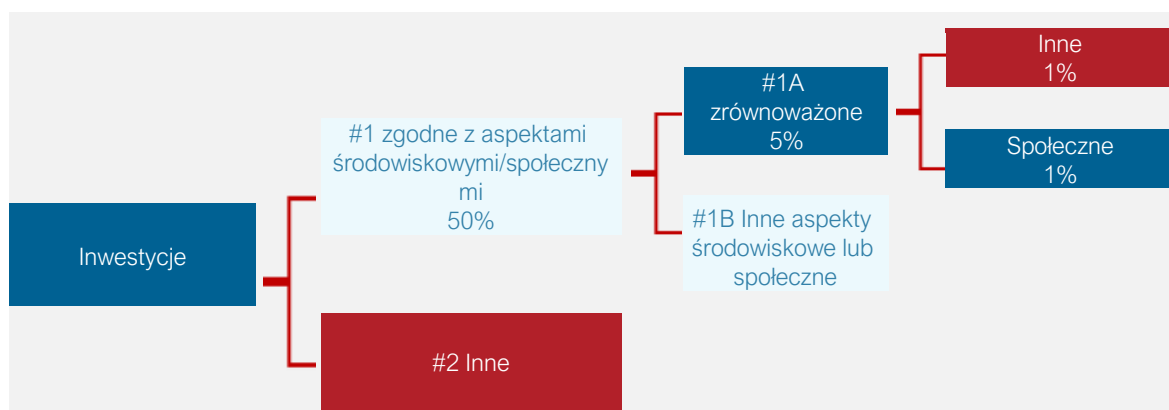 Inwestycje
#1 zgodne z aspektami
środowiskowymi/społeczny
mi
50%
#2 Inne
#1A
zrównoważone
5%
#1B Inne aspekty
środowiskowe lub
społeczne
Inne
1%
Społeczne
1%